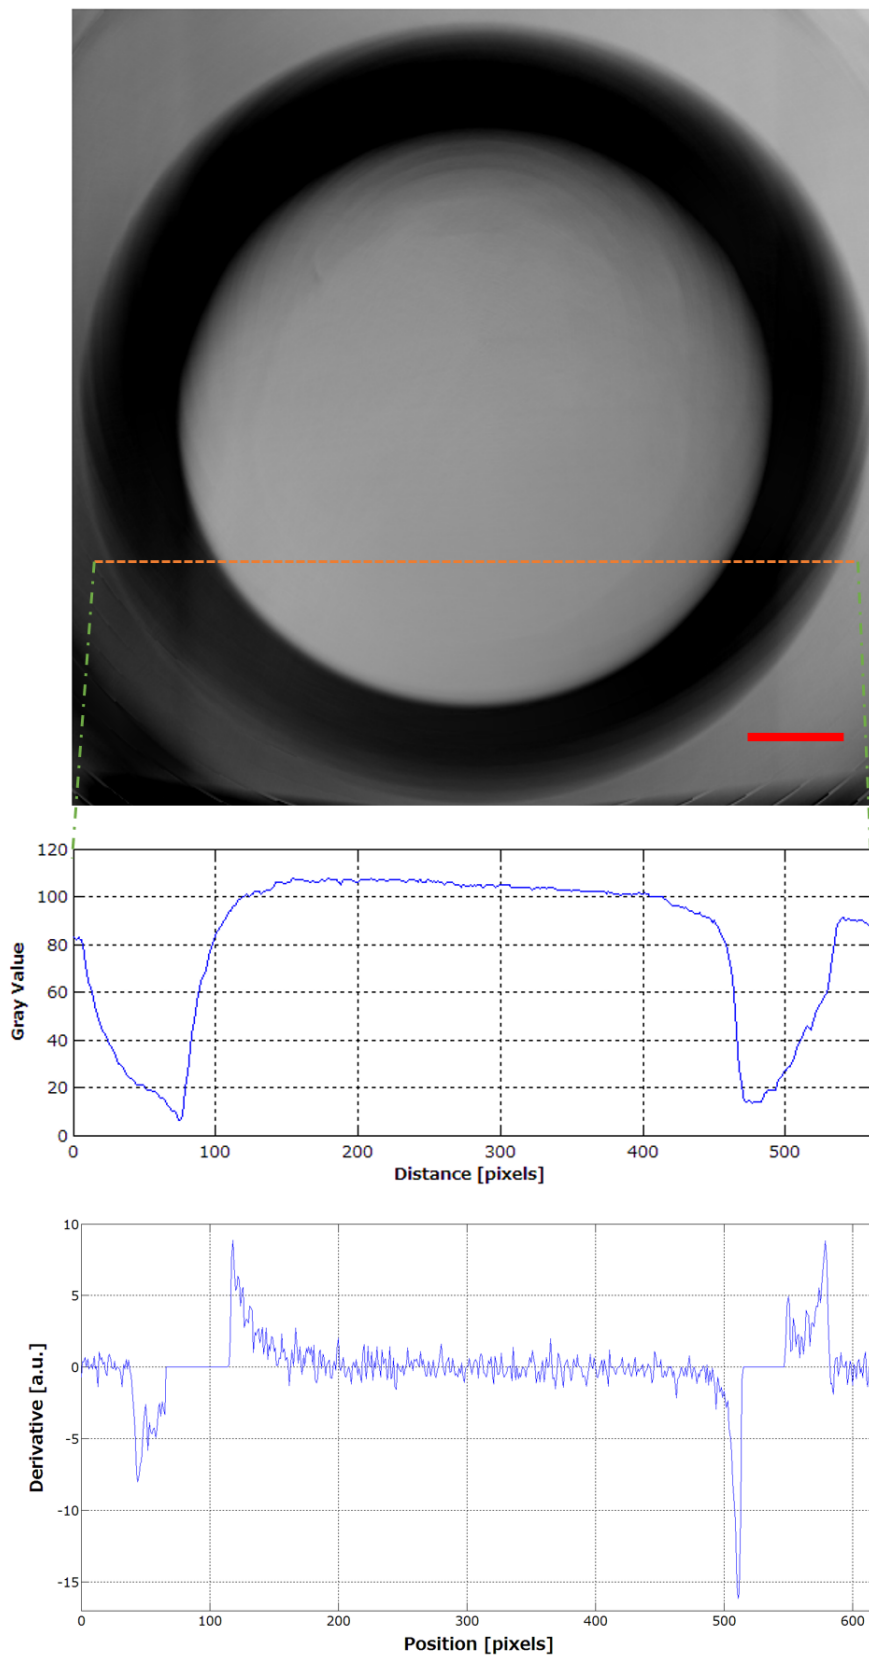 120
100
80
60
40
20
0
Gray Value
0 100 200 300 400 500
Distance [pixels]
10
5
0
-5
-10
-15
Derivative [a.u.]
0 100 200 300 400 500 600
Position [pixels]